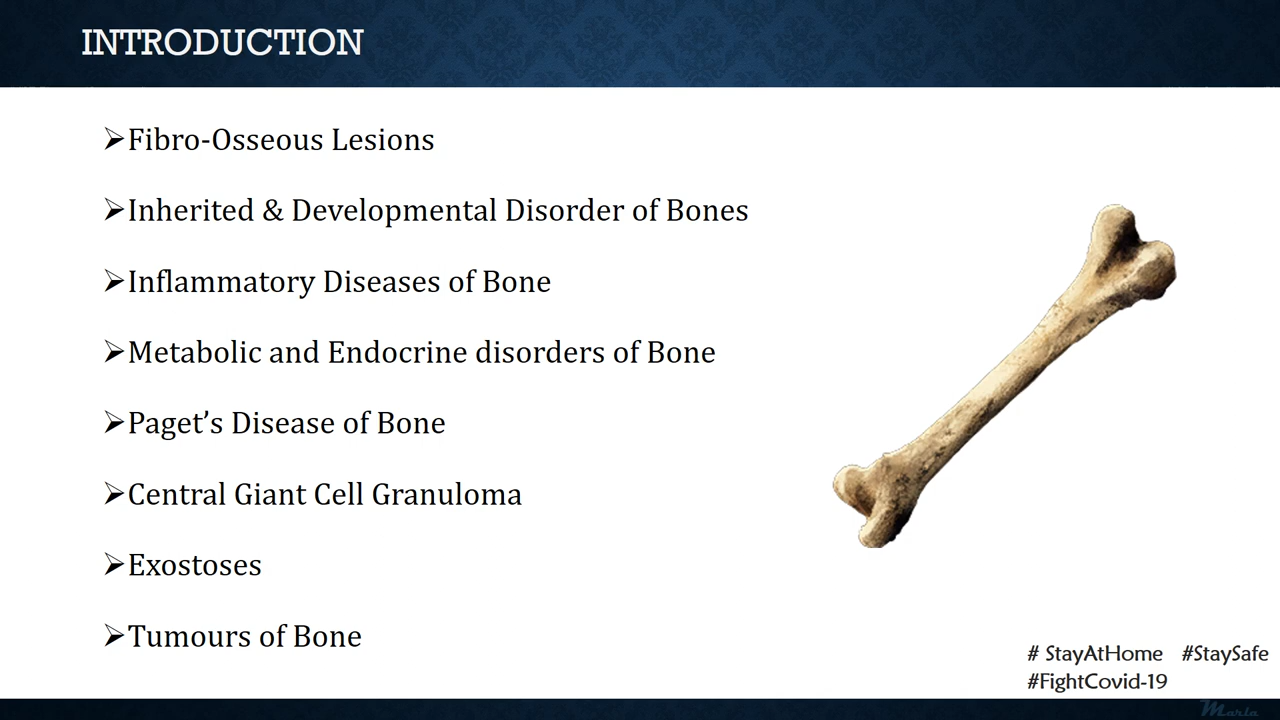 INTRODUCTION
➢Fibro-Osseous Lesions
➢Inherited & Developmental Disorder of Bones
➢Inflammatory Diseases of Bone
➢Metabolic and Endocrine disorders of Bone
➢Paget’s Disease of Bone
➢Central Giant Cell Granuloma
➢Exostoses
➢Tumours of Bone
# StayAtHome #StaySafe
#FightCovid-19
Maria